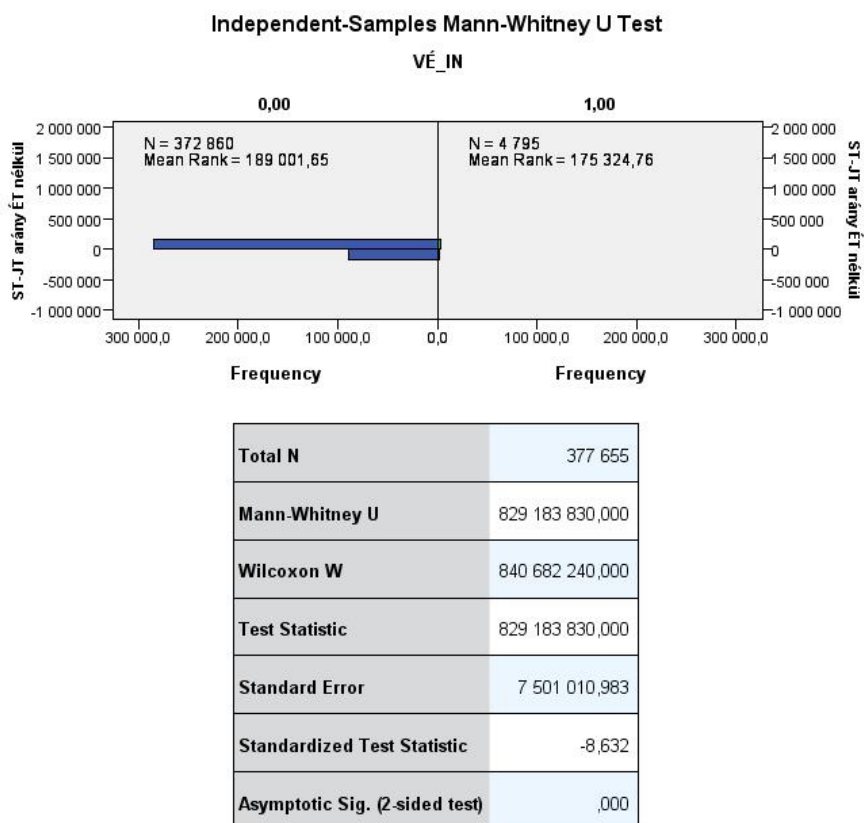 Independent-Samples Mann-Whitney U Test
VÉ_IN
0,00 1,00
N = 372 860
Mean Rank = 189 001,65
N = 4 795
Mean Rank = 175 324,76
ST-JT arány ÉT nélkül
2 000 000
1 500 000
1 000 000
500 000
0
-500 000
-1 000 000
2 000 000
1 500 000
1 000 000
500 000
0
-500 000
-1 000 000
ST-JT arány ÉT nélkül
300 000,0 200 000,0 100 000,0 0,0 100 000,0 200 000,0 300 000,0
Frequency Frequency
Total N 377 655
Mann-Whitney U 829 183 830,000
Wilcoxon W 840 682 240,000
Test Statistic 829 183 830,000
Standard Error 7 501 010,983
Standardized Test Statistic -8,632
Asymptotic Sig. (2-sided test) ,000